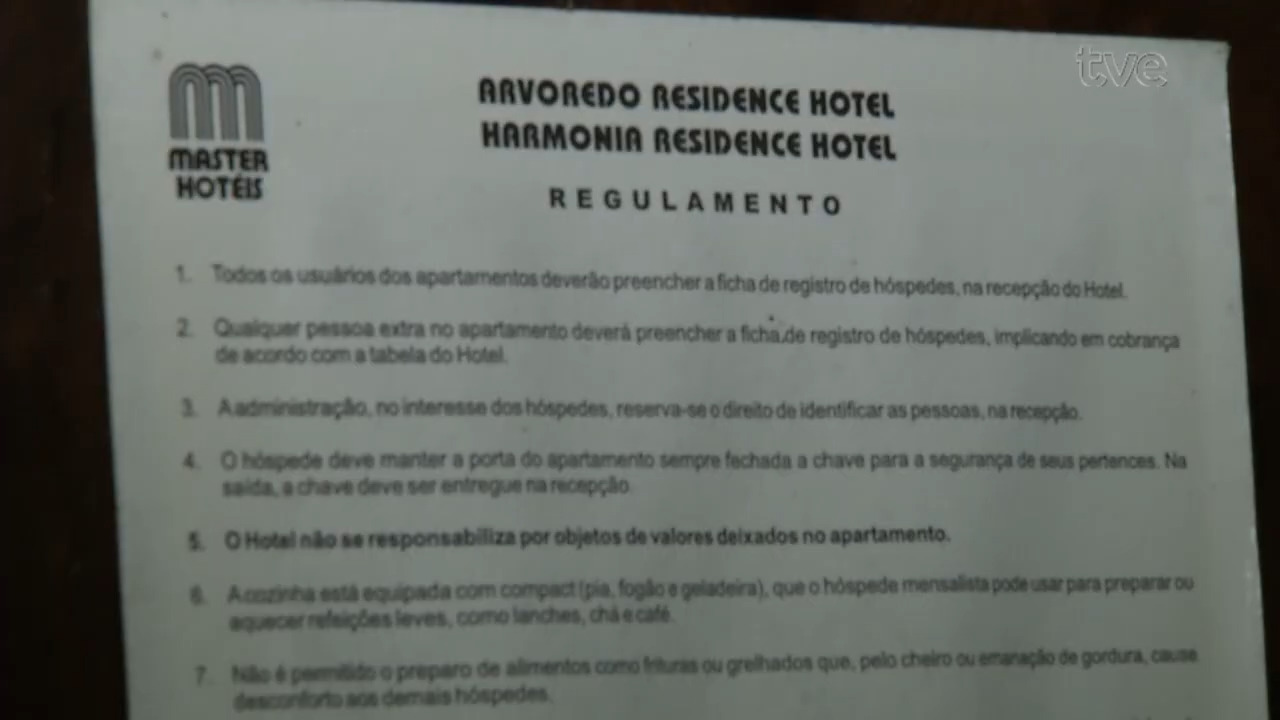 tve
MASTER
HOTÉIS
ARVOREDO RESIDENCE HOTEL
HARMONIA RESIDENCE HOTEL
REGULAMENTO
1. Todos os usuários dos apartamentos deverão preencher a ficha de registro de hóspedes, na recepção do Hotel.
2. Qualquer pessoa extra no apartamento deverá preencher a ficha de registro de hóspedes, implicando em cobrança
de acordo com a tabela do Hotel.
3. A administração, no interesse dos hóspedes, reserva-se o direito de identificar as pessoas, na recepção.
4. O hóspede deve manter a porta do apartamento sempre fechada a chave para a segurança de seus pertences. Na
saída, a chave deve ser entregue na recepção.
5. O Hotel não se responsabiliza por objetos de valores deixados no apartamento.
6. A cozinha está equipada com compact (pia, fogão e geladeira), que o hóspede mensalista pode usar para preparar ou
aquecer refeições leves, como lanches, chá e café.
7. Não é permitido o preparo de alimentos como frituras ou grelhados que, pelo cheiro ou emanação de gordura, cause
desconforto aos demais hóspedes.